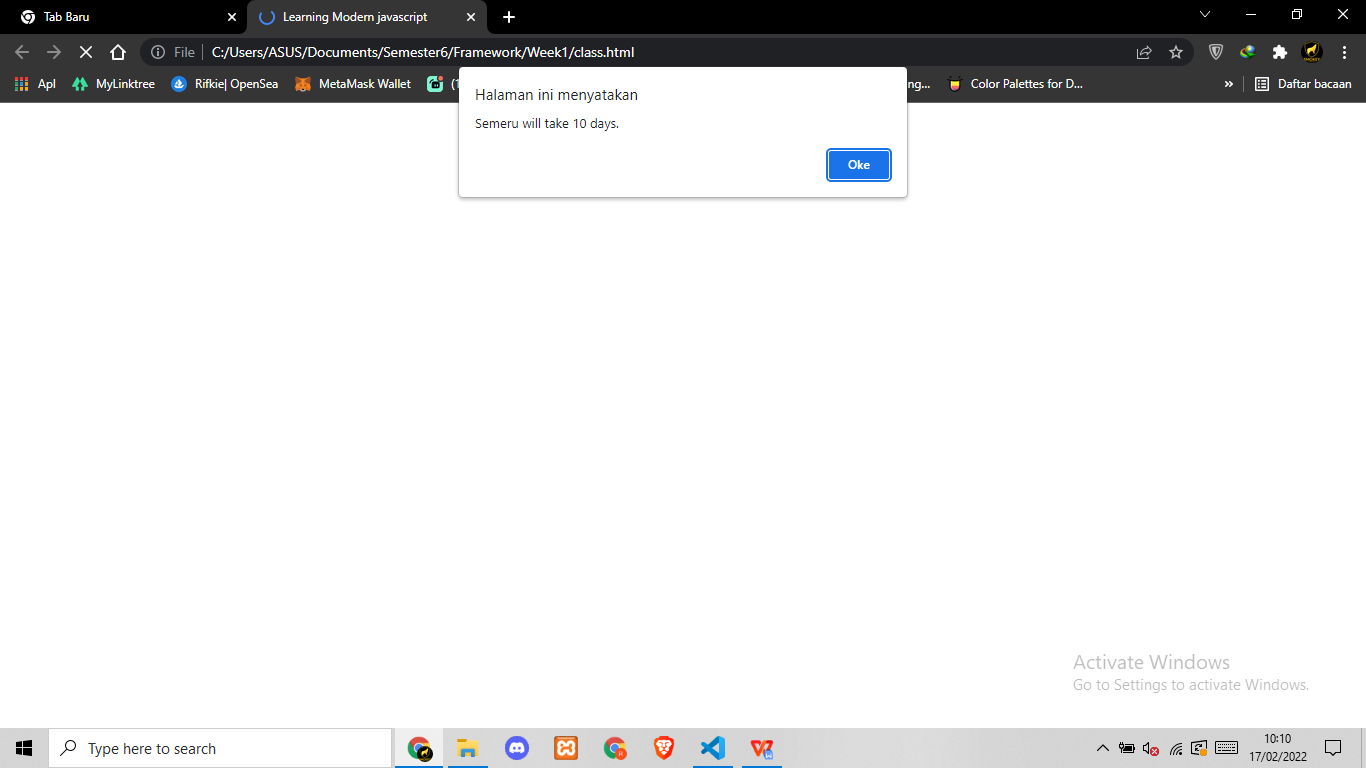 Tab Baru
Learning Modern javascript
File
C:/Users/ASUS/Documents/Semester6/Framework/Week1/class.html
Apl
MyLinktree
Rifkie| OpenSea
MetaMask Wallet
(1
ng...
Color Palettes for D...
»
Daftar bacaan
Halaman ini menyatakan
Semeru will take 10 days.
Oke
Activate Windows
Go to Settings to activate Windows.
Type here to search
10:10
17/02/2022